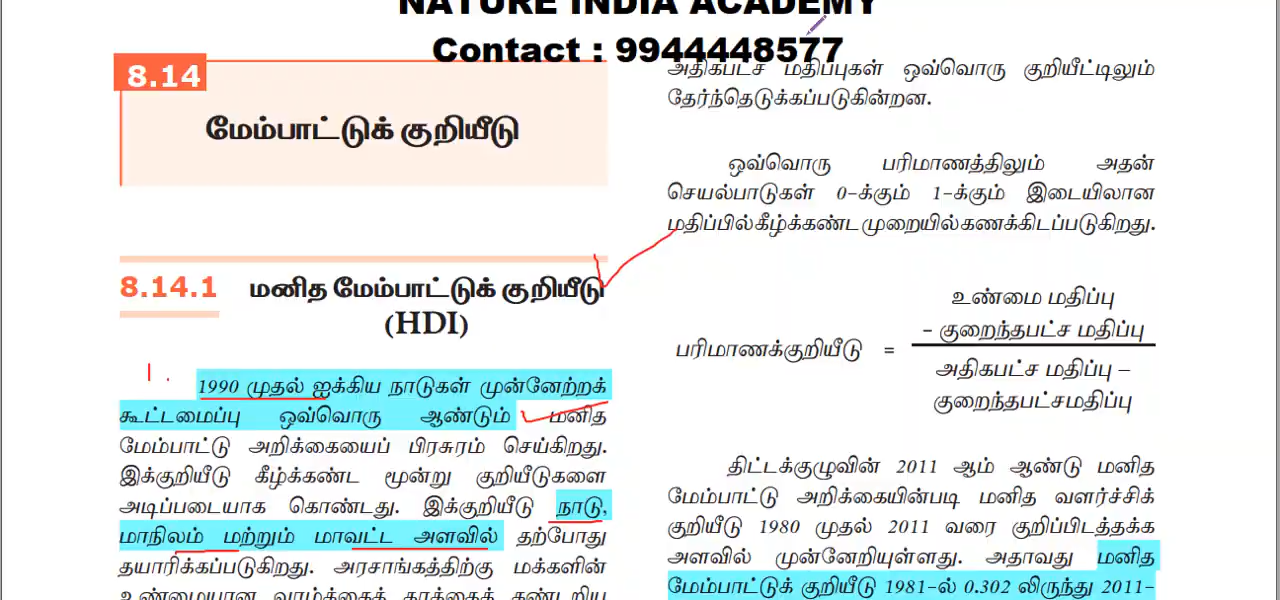 NATURE INDIA ACADEMY
Contact : 9944448577
8.14
மேம்பாட்டுக் குறியீடு
8.14.1 மனித மேம்பாட்டுக் குறியீடு
(HDI)
1990 முதல் ஐக்கிய நாடுகள் முன்னேற்றக்
கூட்டமைப்பு ஒவ்வொரு ஆண்டும் மனித
மேம்பாட்டு அறிக்கையைப் பிரசுரம் செய்கிறது.
இக்குறியீடு கீழ்க்கண்ட மூன்று குறியீடுகளை
அடிப்படையாக கொண்டது. இக்குறியீடு நாடு,
மாநிலம் மற்றும் மாவட்ட அளவில் தற்போது
தயாரிக்கப்படுகிறது. அரசாங்கத்திற்கு மக்களின்
உண்மையான வாழ்க்கைத் தரத்தைக் கண்டறிய
அதிகபட்ச மதிப்புகள் ஒவ்வொரு குறியீட்டிலும்
தேர்ந்தெடுக்கப்படுகின்றன.
ஒவ்வொரு பரிமாணத்திலும் அதன்
செயல்பாடுகள் 0-க்கும் 1-க்கும் இடையிலான
மதிப்பில்கீழ்க்கண்ட முறையில்கணக்கிடப்படுகிறது.
உண்மை மதிப்பு
- குறைந்தபட்ச மதிப்பு
பரிமாணக்குறியீடு =
அதிகபட்ச மதிப்பு –
குறைந்தபட்சமதிப்பு
திட்டக்குழுவின் 2011 ஆம் ஆண்டு மனித
மேம்பாட்டு அறிக்கையின்படி மனித வளர்ச்சிக்
குறியீடு 1980 முதல் 2011 வரை குறிப்பிடத்தக்க
அளவில் முன்னேறியுள்ளது. அதாவது மனித
மேம்பாட்டுக் குறியீடு 1981-ல் 0.302 லிருந்து 2011-